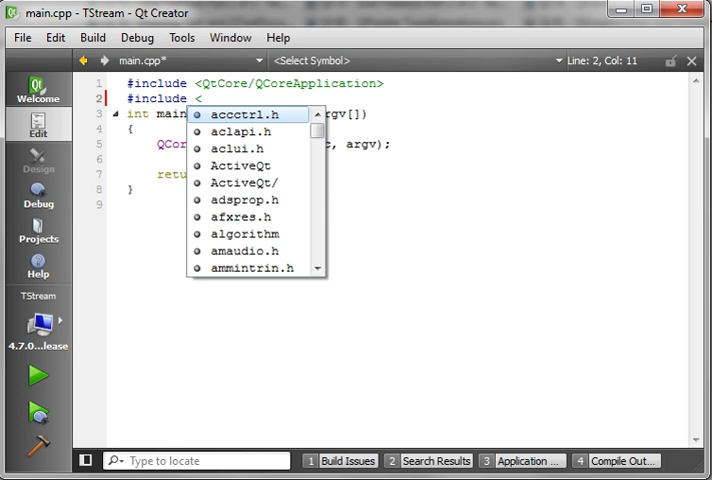 main.cpp - TStream - Qt Creator
File Edit Build Debug Tools Window Help
main.cpp* <Select Symbol> Line: 2, Col: 11
1 #include <QtCore/QCoreApplication>
2 #include <
3 int main rgv[])
4 {
5 QCor c, argv);
6
7 retu
8 }
9
accctrl.h
aclapi.h
aclui.h
ActiveQt
ActiveQt/
adsprop.h
afxres.h
algorithm
amaudio.h
ammintrin.h
Qt
Welcome
Edit
Design
Debug
Projects
Help
TStream
4.7.0...lease
Type to locate 1 Build Issues 2 Search Results 3 Application ... 4 Compile Out...